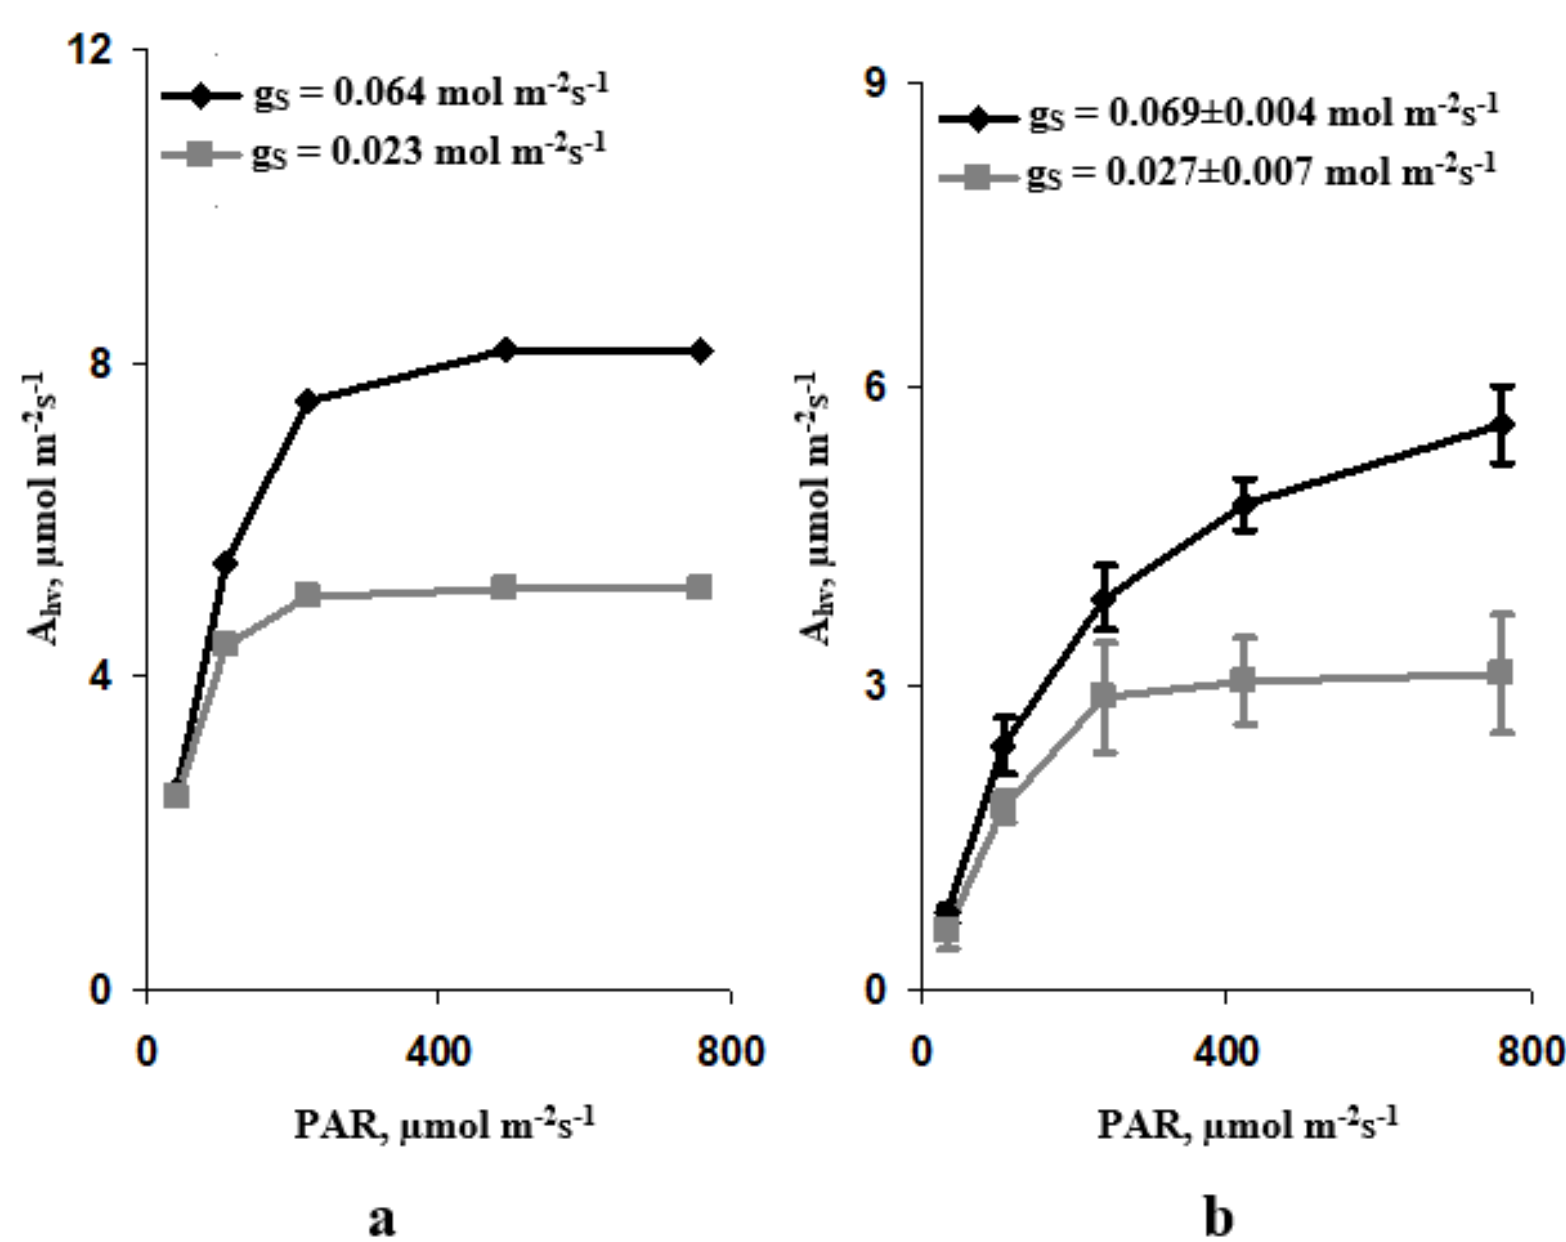 12
gS = 0.064 mol m-2s-1
gS = 0.023 mol m-2s-1
8
4
0
0 400 800
Ahν, µmol m-2s-1
PAR, µmol m-2s-1
a
9
gS = 0.069±0.004 mol m-2s-1
gS = 0.027±0.007 mol m-2s-1
6
3
0
0 400 800
Ahν, µmol m-2s-1
PAR, µmol m-2s-1
b